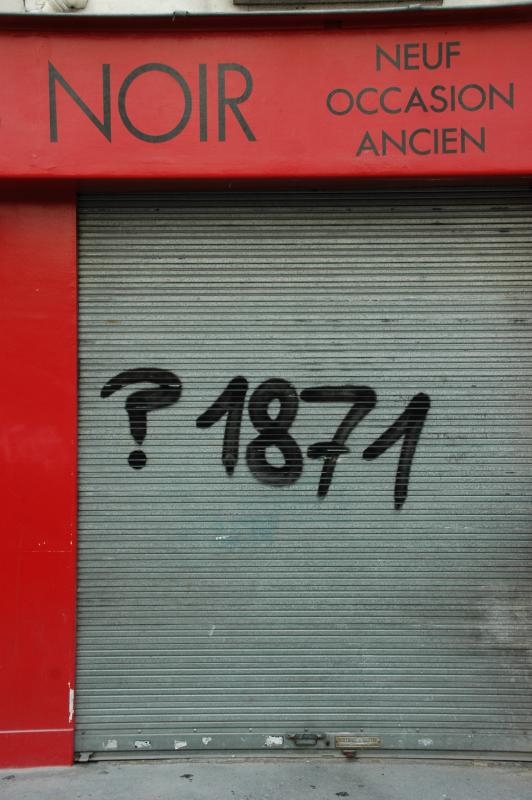 NOIR
NEUF
OCCASION
ANCIEN
? 1871